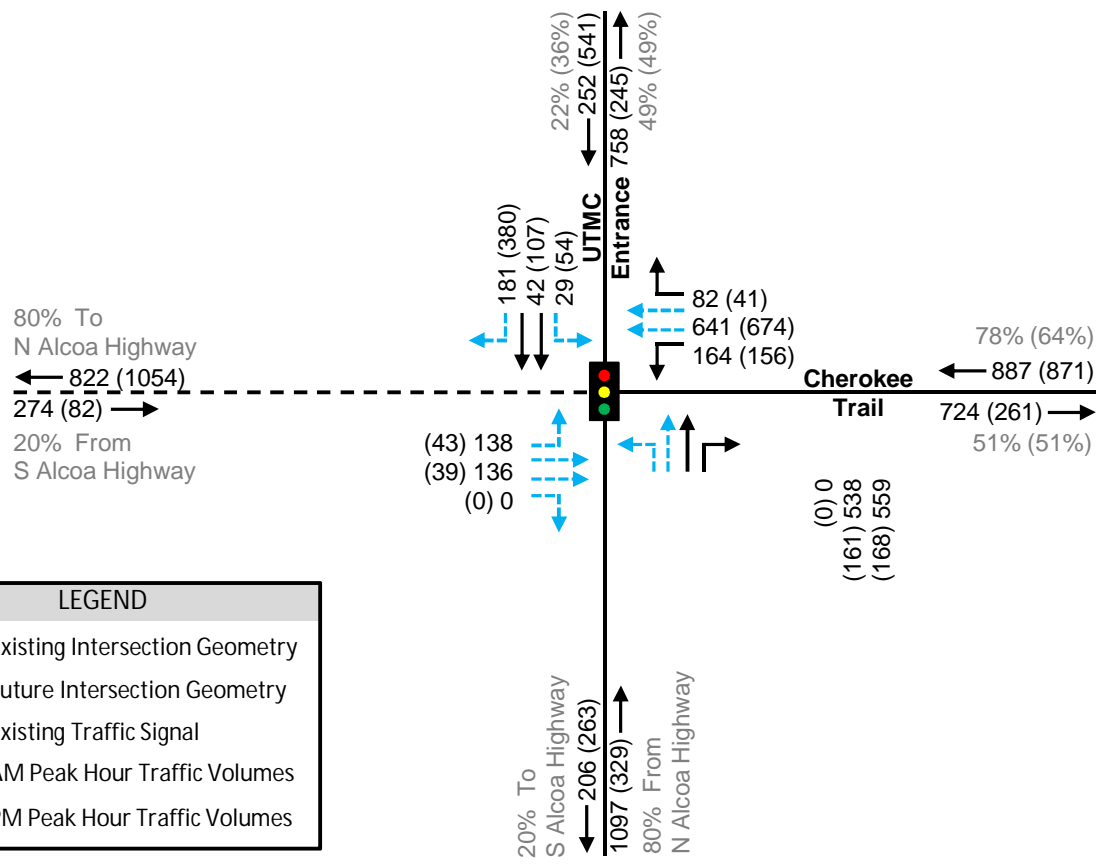 22% (36%)
252 (541)
758 (245)
49% (49%)
UTMC
Entrance
181 (380)
42 (107)
29 (54)
82 (41)
641 (674)
164 (156)
80% To
N Alcoa Highway
822 (1054)
274 (82)
20% From
S Alcoa Highway
78% (64%)
887 (871)
Cherokee
Trail
724 (261)
51% (51%)
(43) 138
(39) 136
(0) 0
(0) 0
(161) 538
(168) 559
LEGEND
xisting Intersection Geometry
uture Intersection Geometry
xisting Traffic Signal
AM Peak Hour Traffic Volumes
PM Peak Hour Traffic Volumes
20% To
S Alcoa Highway
206 (263)
1097 (329)
80% From
N Alcoa Highway